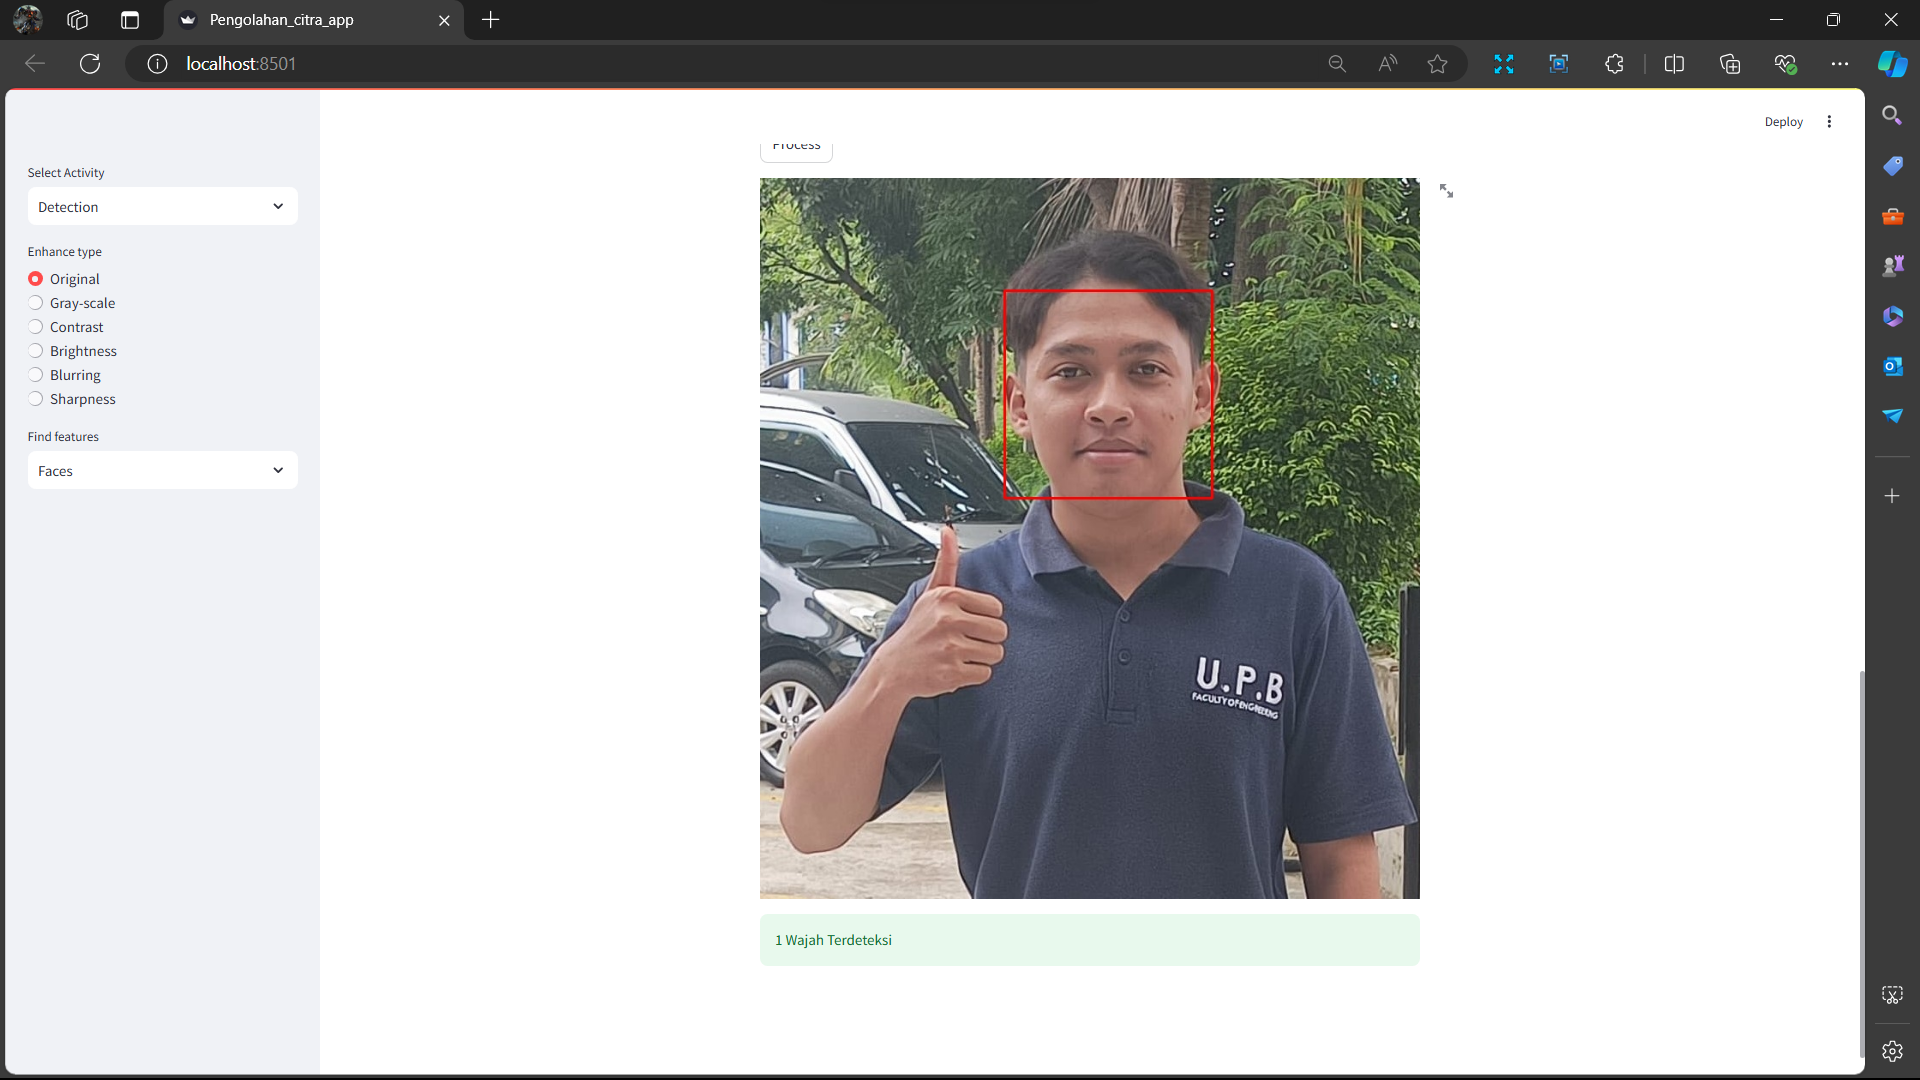 Pengolahan_citra_app
localhost:8501
Deploy
Select Activity
Detection
Enhance type
Original
Gray-scale
Contrast
Brightness
Blurring
Sharpness
Find features
Faces
Process
U.P.B
FACULTY OF ENGINEERING
1 Wajah Terdeteksi